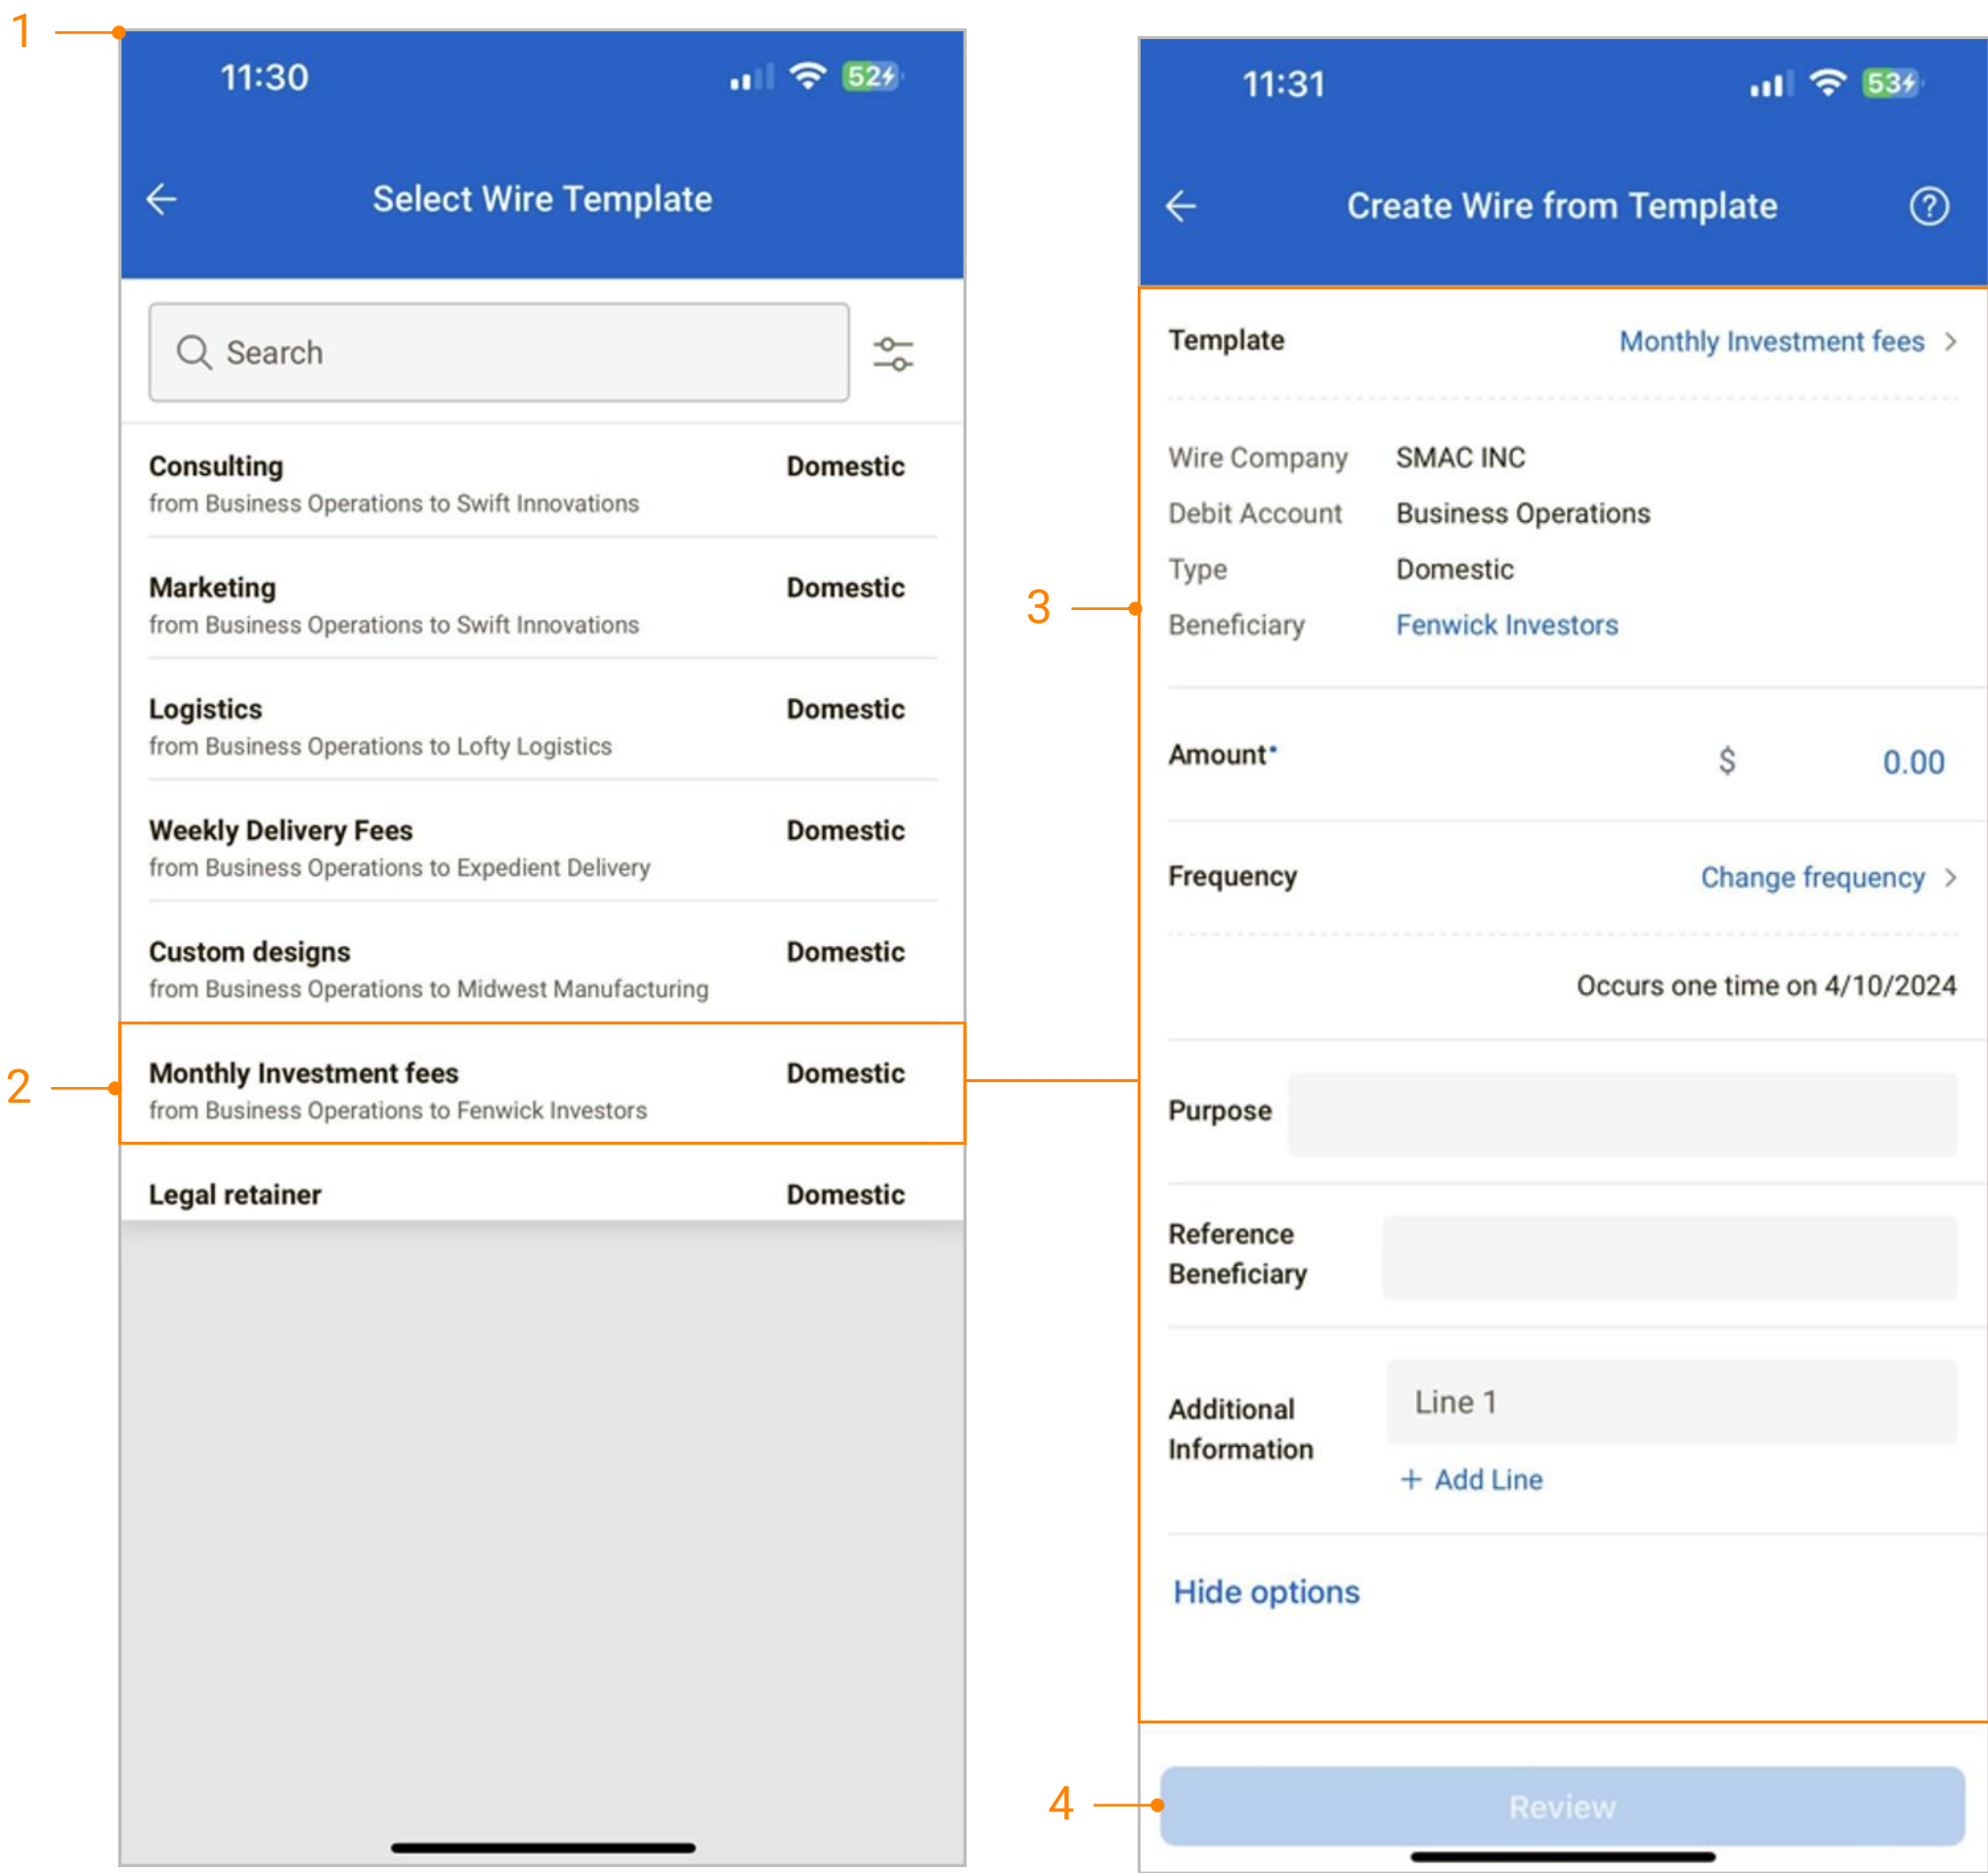 1
11:30
52
Select Wire Template
Search
Consulting Domestic
from Business Operations to Swift Innovations
Marketing Domestic
from Business Operations to Swift Innovations
Logistics Domestic
from Business Operations to Lofty Logistics
Weekly Delivery Fees Domestic
from Business Operations to Expedient Delivery
Custom designs Domestic
from Business Operations to Midwest Manufacturing
2
Monthly Investment fees Domestic
from Business Operations to Fenwick Investors
Legal retainer Domestic
11:31
53
Create Wire from Template ?
3
Template Monthly Investment fees >
Wire Company SMAC INC
Debit Account Business Operations
Type Domestic
Beneficiary Fenwick Investors
Amount• $ 0.00
Frequency Change frequency >
Occurs one time on 4/10/2024
Purpose
Reference
Beneficiary
Additional
Information
Line 1
+ Add Line
Hide options
4
Review